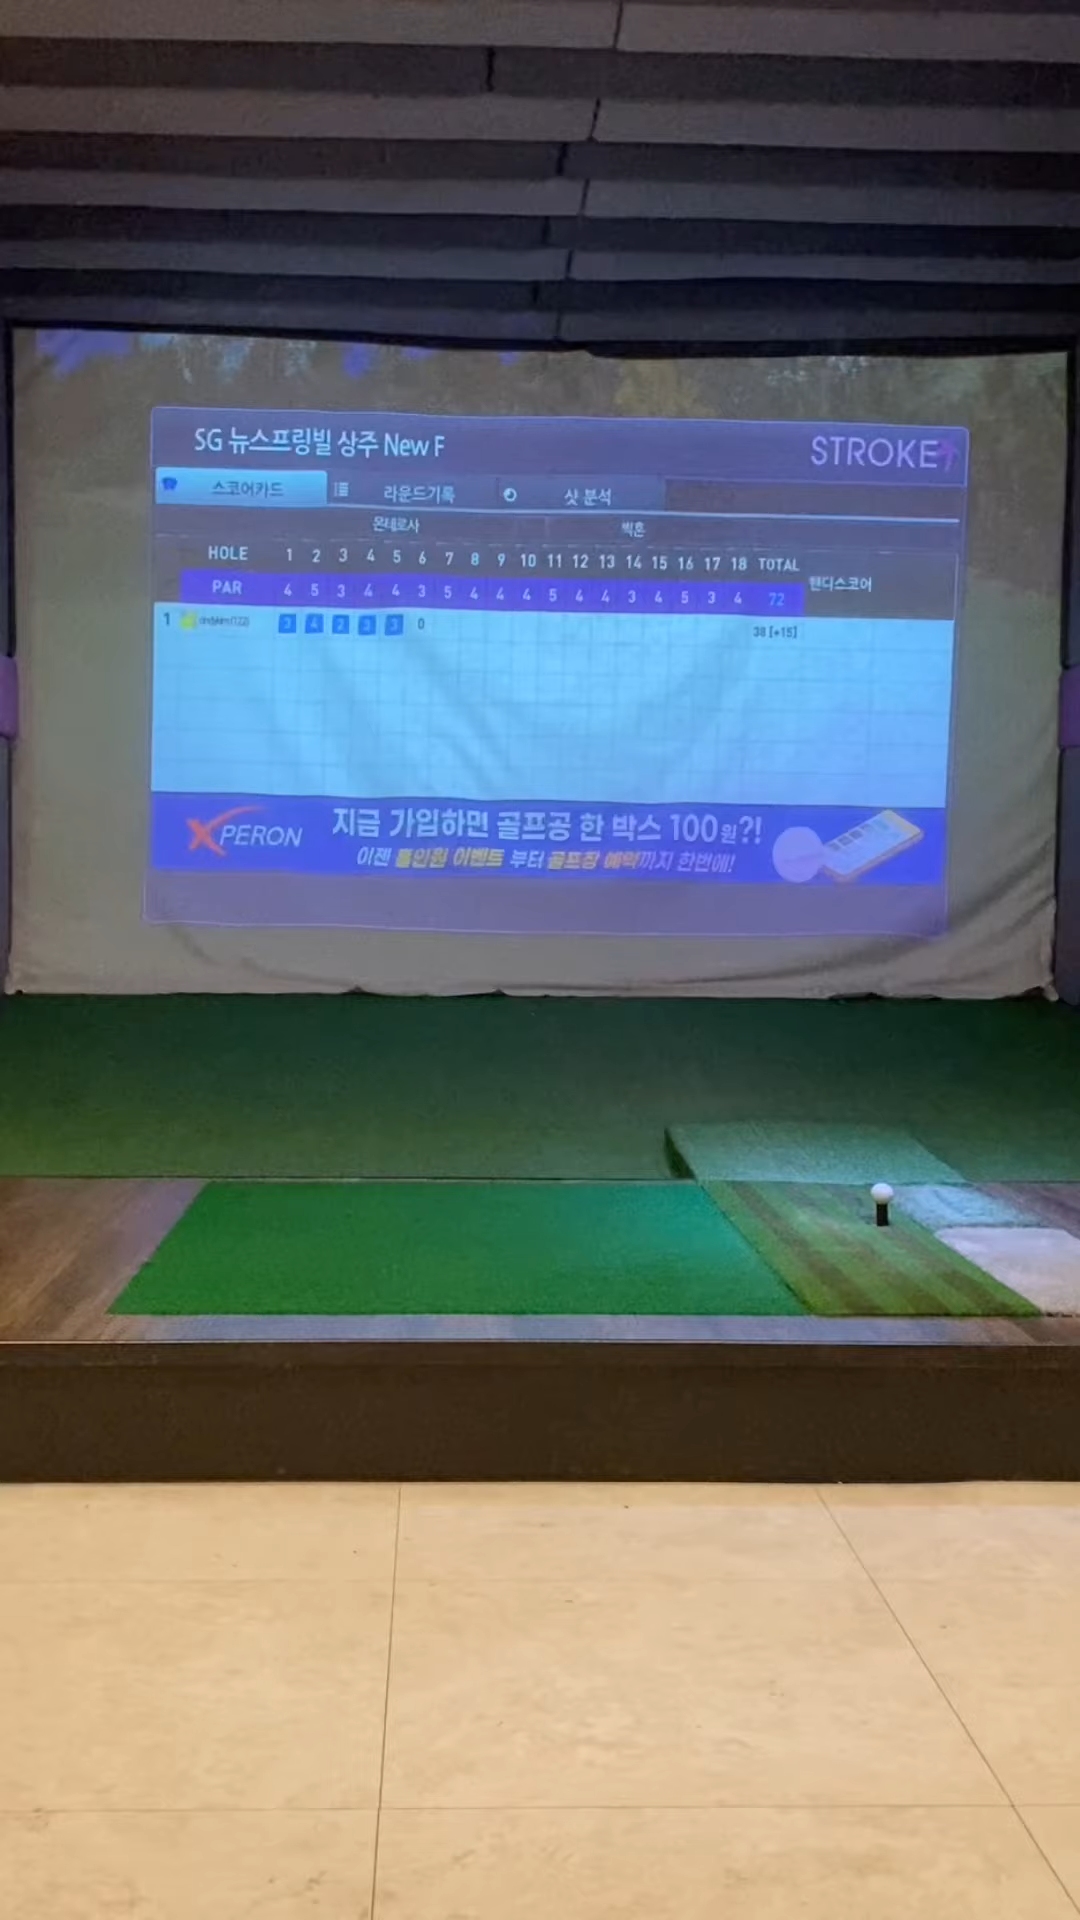 SG 뉴스프링빌 상주 New F
STROKE
스코어카드 라운드기록 샷 분석
몬테로사
HOLE 1 2 3 4 5 6 7 8 9 10 11 12 13 14 15 16 17 18 TOTAL 핸디스코어
PAR 4 5 3 4 4 3 5 4 4 4 5 4 4 3 4 5 3 4 72
1 3 4 2 3 3 0 38 [+15]
XPERON 지금 가입하면 골프공 한 박스 100원?!
이젠 홀인원 이벤트 부터 골프장 예약까지 한번에!